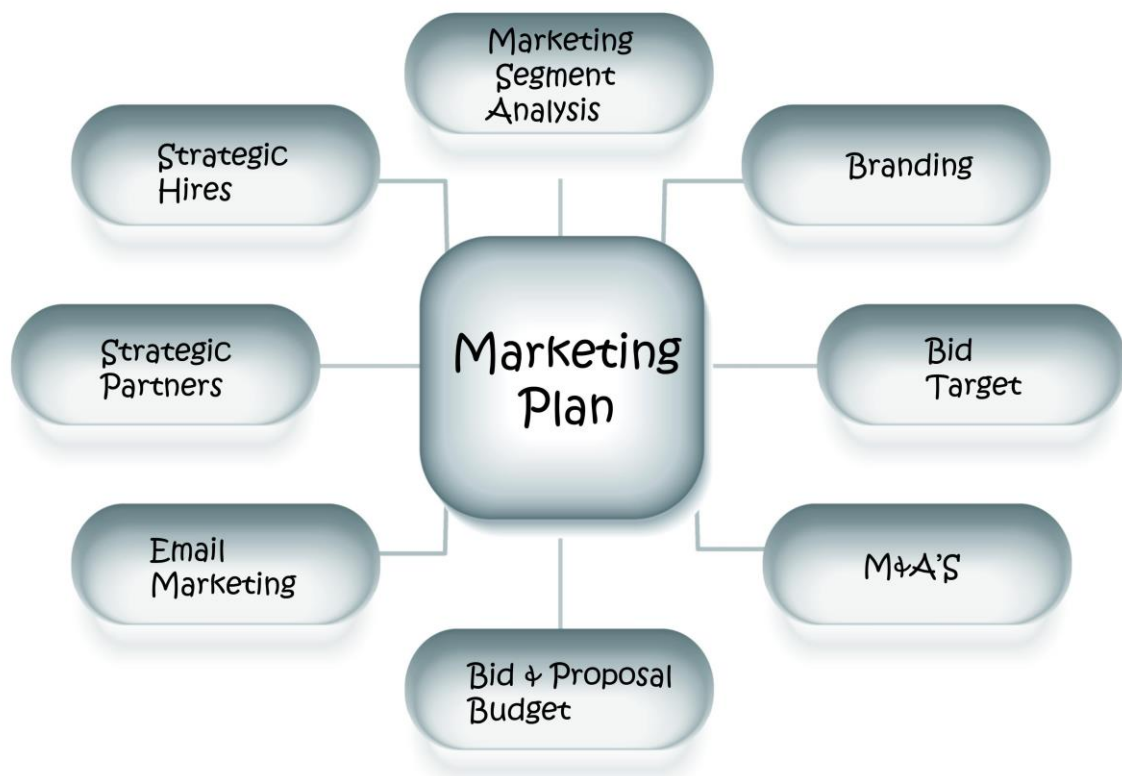 Marketing
Segment
Analysis
Strategic
Hires
Branding
Marketing
Plan
Strategic
Partners
Bid
Target
Email
Marketing
M&A'S
Bid & Proposal
Budget